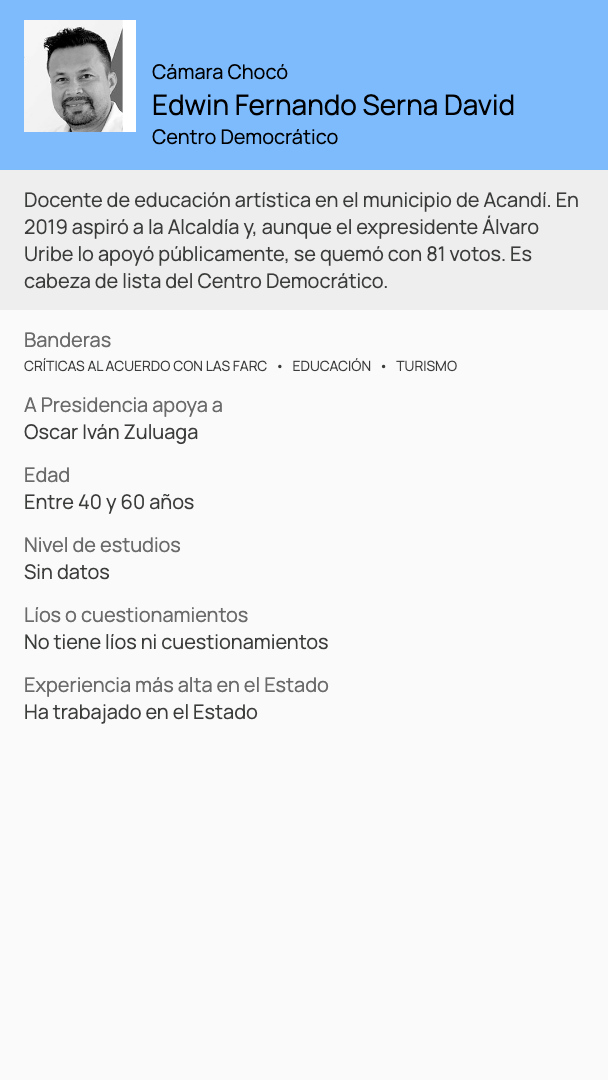 Cámara Chocó
Edwin Fernando Serna David
Centro Democrático
Docente de educación artística en el municipio de Acandí. En
2019 aspiró a la Alcaldía y, aunque el expresidente Álvaro
Uribe lo apoyó públicamente, se quemó con 81 votos. Es
cabeza de lista del Centro Democrático.
Banderas
CRÍTICAS AL ACUERDO CON LAS FARC • EDUCACIÓN • TURISMO
A Presidencia apoya a
Oscar Iván Zuluaga
Edad
Entre 40 y 60 años
Nivel de estudios
Sin datos
Líos o cuestionamientos
No tiene líos ni cuestionamientos
Experiencia más alta en el Estado
Ha trabajado en el Estado